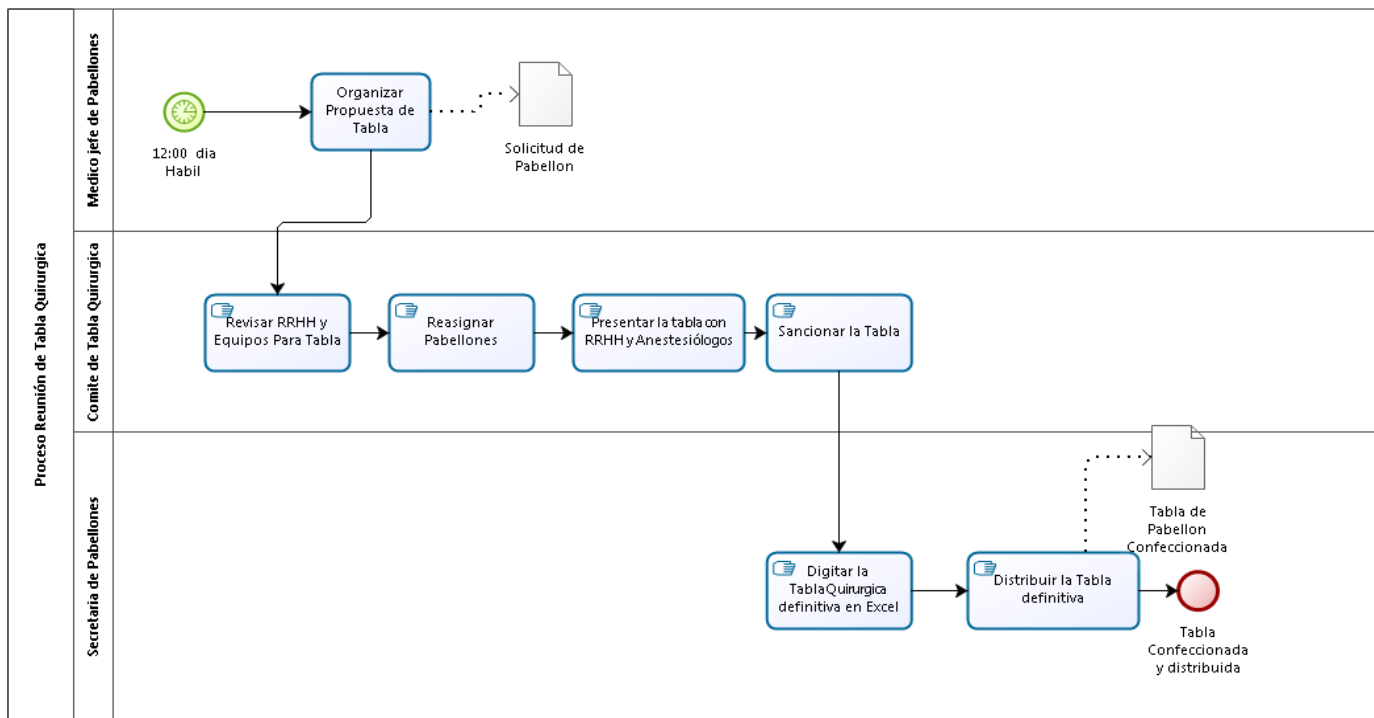 Proceso Reunión de Tabla Quirurgica
Medico jefe de Pabellones
12:00 dia
Habil
Organizar
Propuesta de
Tabla
Solicitud de
Pabellon
Comite de Tabla Quirurgica
Revisar RRHH y
Equipos Para Tabla
Reasignar
Pabellones
Presentar la tabla con
RRHH y Anestesiólogos
Sancionar la Tabla
Secretaria de Pabellones
Digitar la
TablaQuirurgica
definitiva en Excel
Distribuir la Tabla
definitiva
Tabla de
Pabellon
Confeccionada
Tabla
Confeccionada
y distribuida